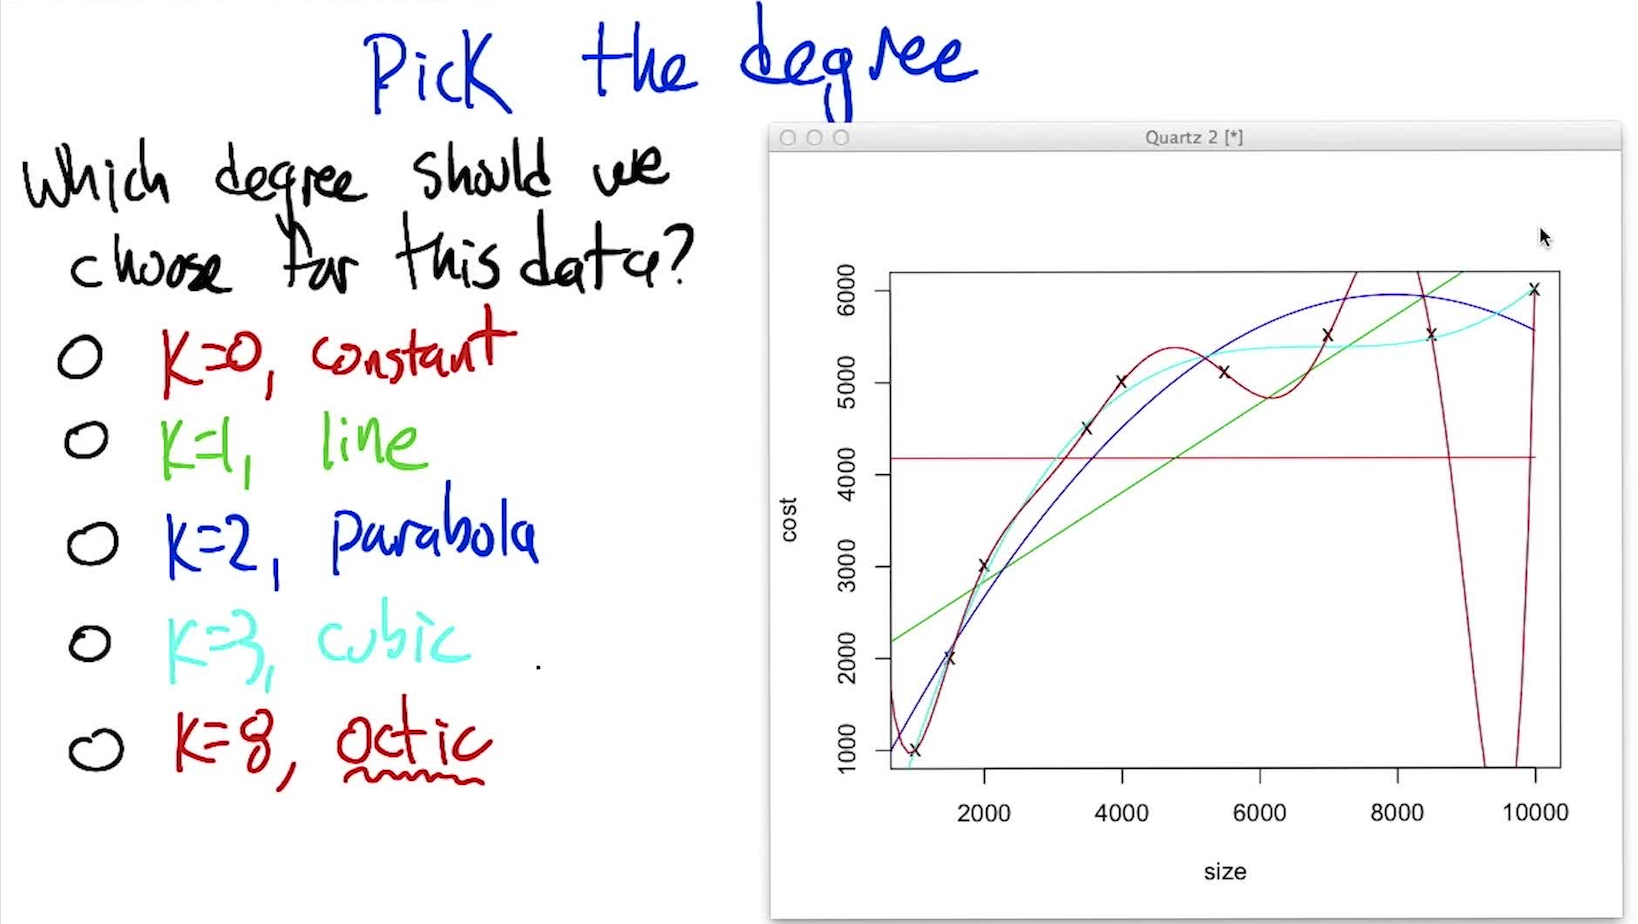 Pick the degree
Which degree should we
choose for this data?
K=0, constant
K=1, line
K=2, parabola
K=3, cubic
K=8, octic
Quartz 2 [*]
6000
5000
4000
3000
2000
1000
cost
2000 4000 6000 8000 10000
size